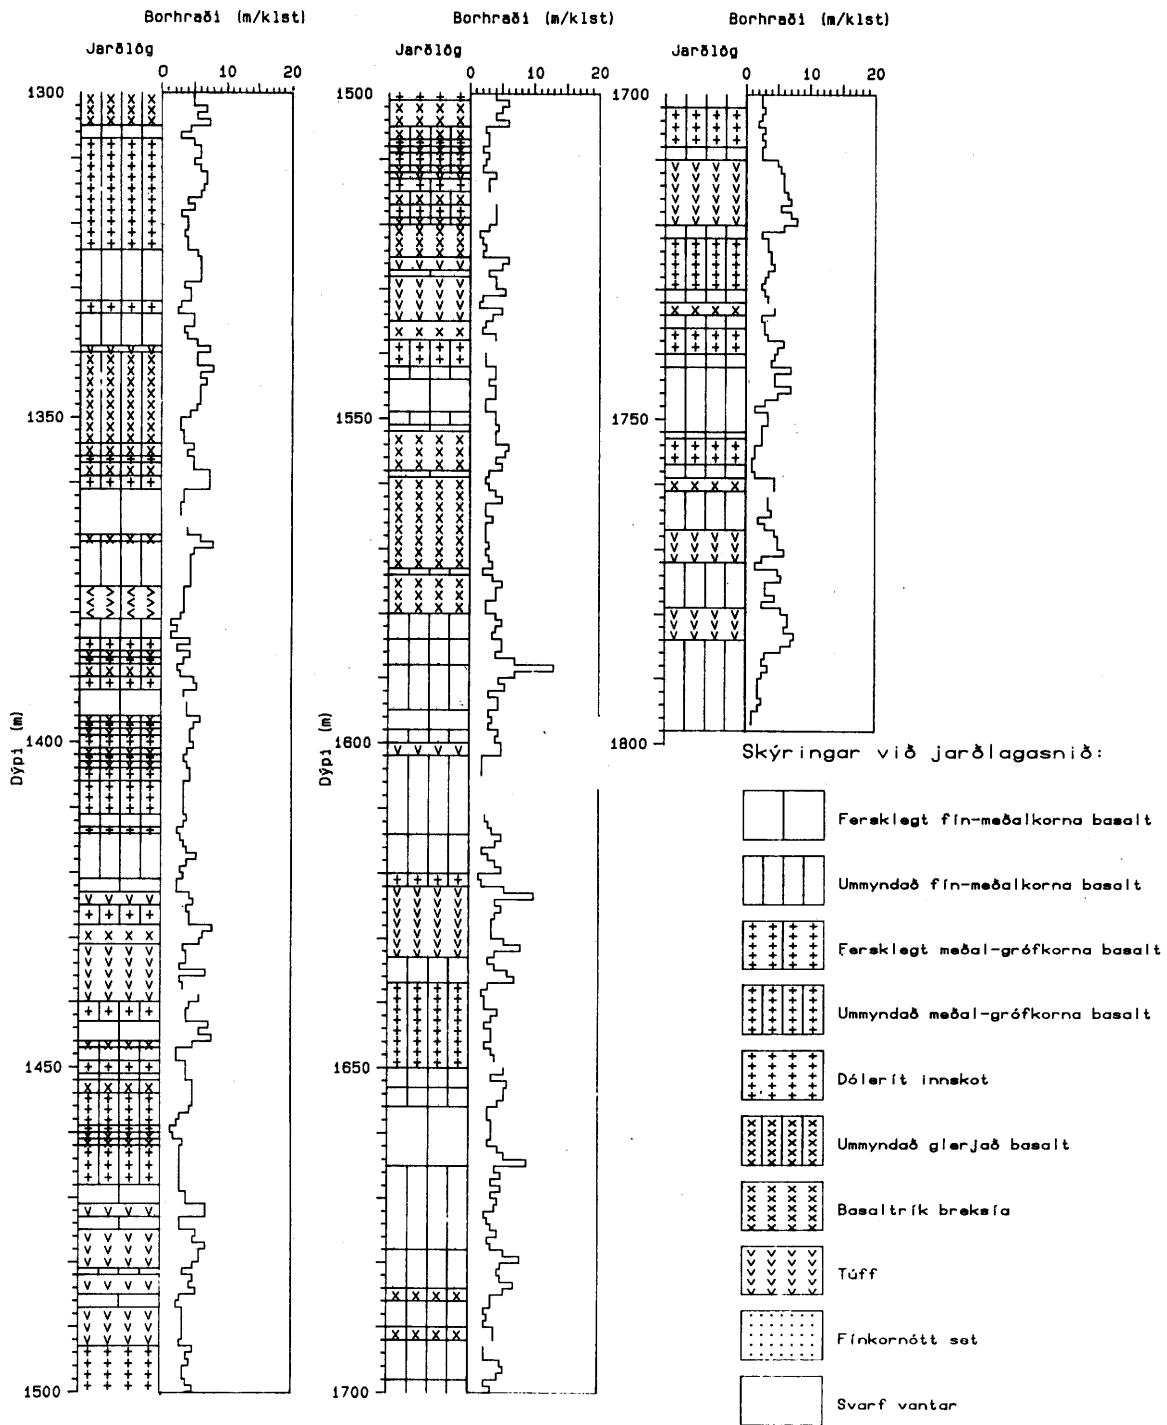 Borhraði (m/klst)
Jarðlög
0 10 20
1300
1350
1400
1450
1500
Dýpi (m)
Borhraði (m/klst)
Jarðlög
0 10 20
1500
1550
1600
1650
1700
Dýpi (m)
Borhraði (m/klst)
Jarðlög
0 10 20
1700
1750
1800
Skýringar við jarðlagasnið:
Fersklegt fín-meðalkorna basalt
Ummyndað fín-meðalkorna basalt
Fersklegt meðal-grófkorna basalt
Ummyndað meðal-grófkorna basalt
Dólerít innskot
Ummyndað glerjað basalt
Basaltrík breksía
Túff
Fínkornótt set
Svarf vantar